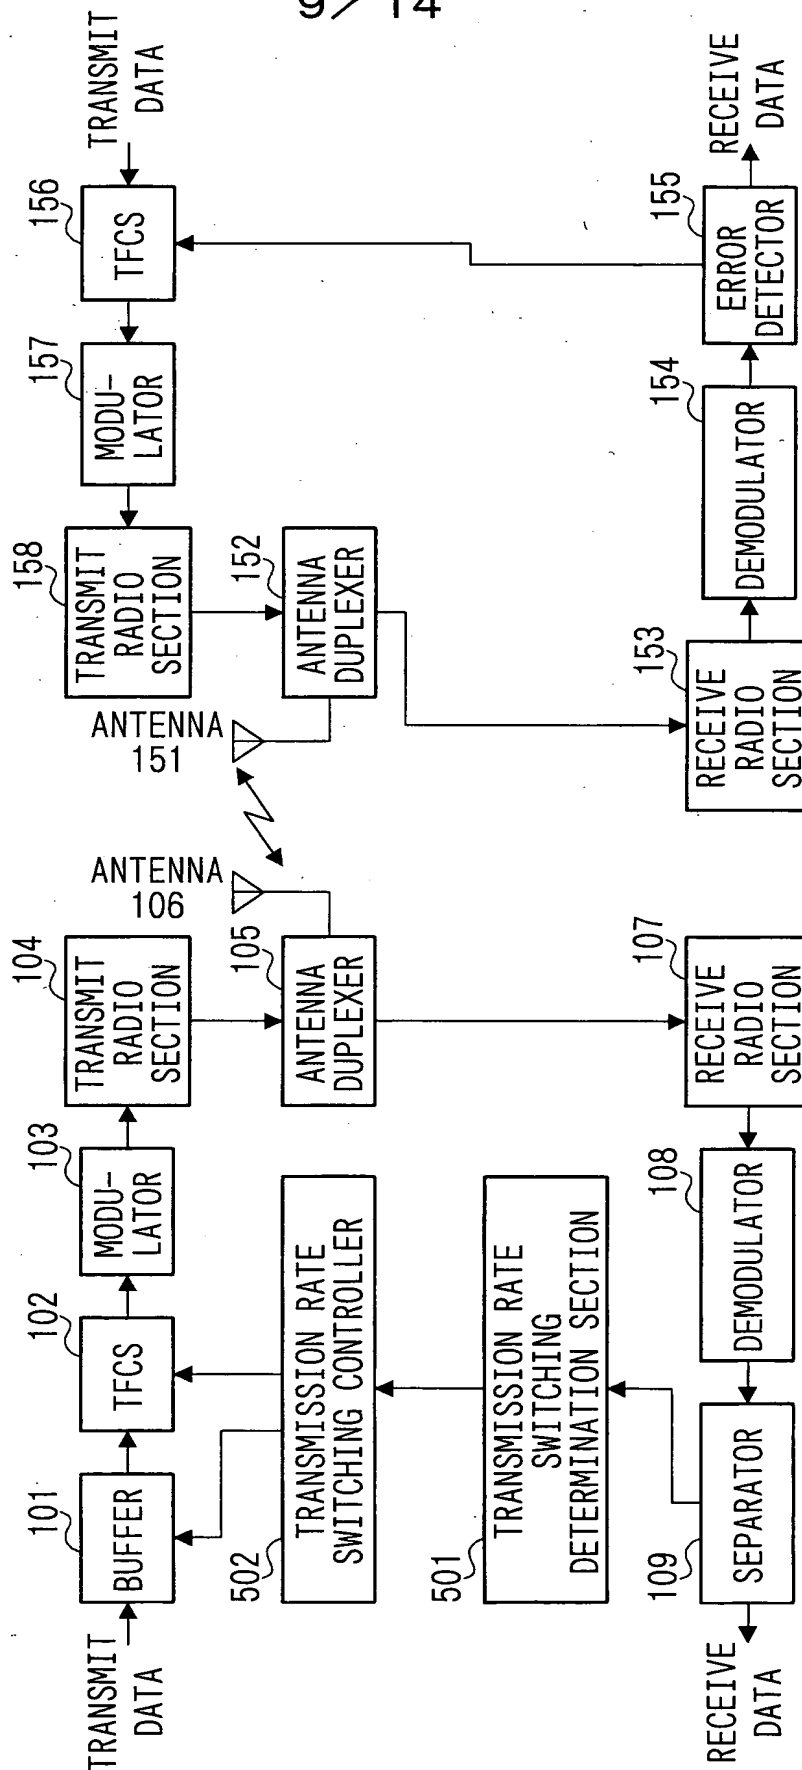 9/14
TRANSMIT
DATA
101
BUFFER
102
TFCS
103
MODU-
LATOR
104
TRANSMIT
RADIO
SECTION
ANTENNA
106
105
ANTENNA
DUPLEXER
502
TRANSMISSION RATE
SWITCHING CONTROLLER
501
TRANSMISSION RATE
SWITCHING
DETERMINATION SECTION
107
RECEIVE
RADIO
SECTION
108
DEMODULATOR
109
SEPARATOR
RECEIVE
DATA
TRANSMIT
DATA
156
TFCS
157
MODU-
LATOR
158
TRANSMIT
RADIO
SECTION
ANTENNA
151
152
ANTENNA
DUPLEXER
153
RECEIVE
RADIO
SECTION
154
DEMODULATOR
155
ERROR
DETECTOR
RECEIVE
DATA